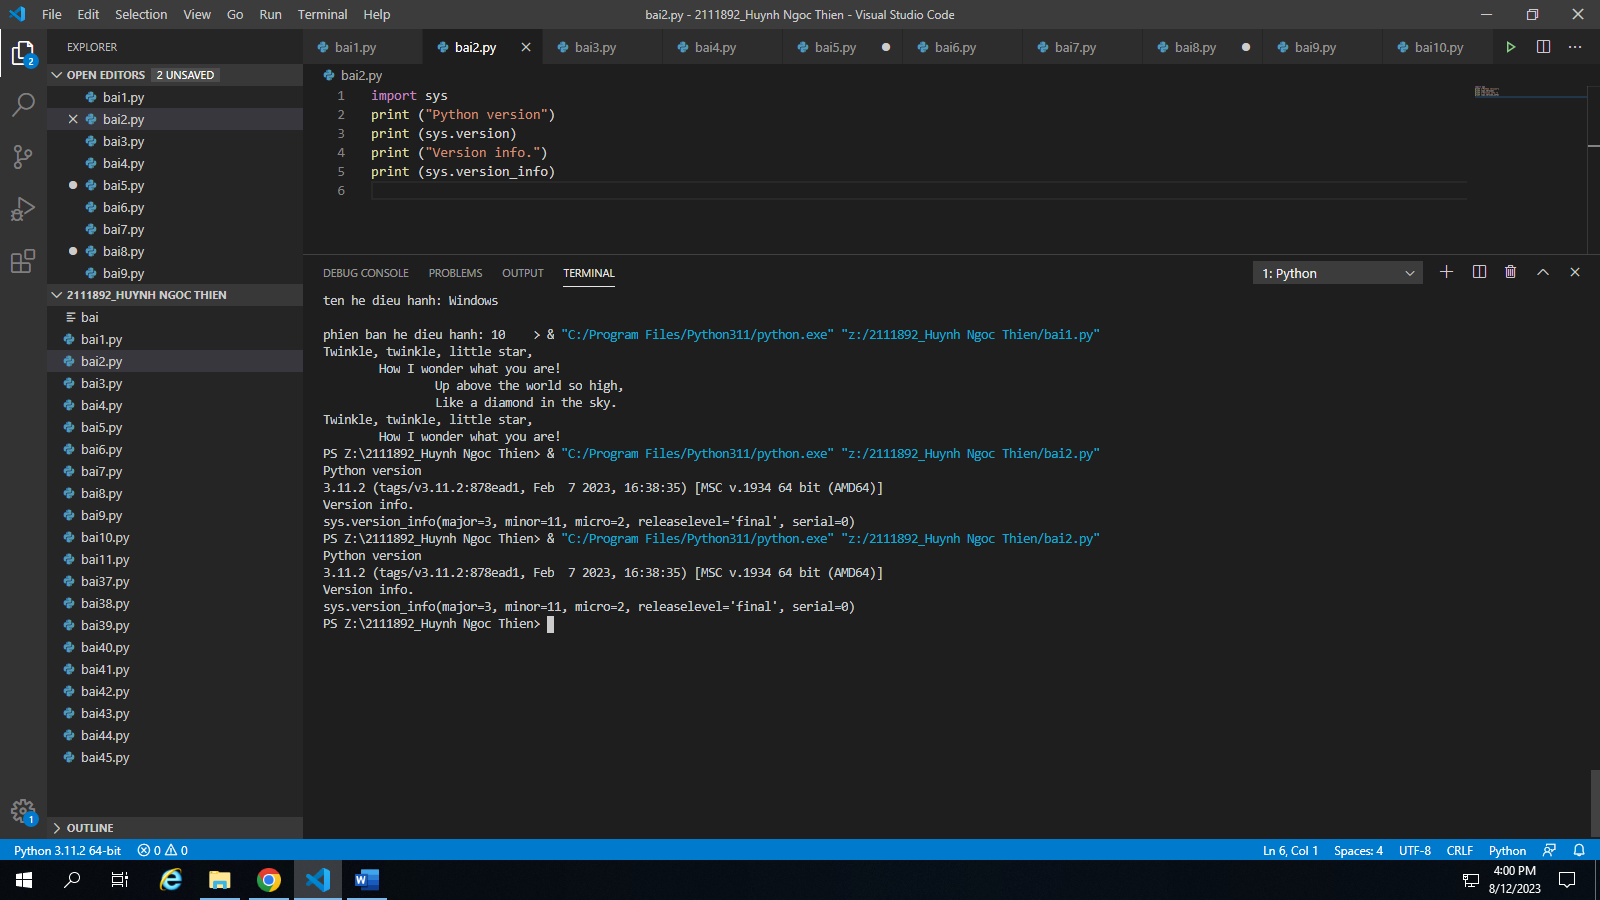 File Edit Selection View Go Run Terminal Help
bai2.py - 2111892_Huynh Ngoc Thien - Visual Studio Code
EXPLORER
OPEN EDITORS 2 UNSAVED
bai1.py
bai2.py
bai3.py
bai4.py
bai5.py
bai6.py
bai7.py
bai8.py
bai9.py
2111892_HUYNH NGOC THIEN
bai
bai1.py
bai2.py
bai3.py
bai4.py
bai5.py
bai6.py
bai7.py
bai8.py
bai9.py
bai10.py
bai11.py
bai37.py
bai38.py
bai39.py
bai40.py
bai41.py
bai42.py
bai43.py
bai44.py
bai45.py
OUTLINE
2
1
bai1.py bai2.py bai3.py bai4.py bai5.py bai6.py bai7.py bai8.py bai9.py bai10.py
bai2.py
1 import sys
2 print ("Python version")
3 print (sys.version)
4 print ("Version info.")
5 print (sys.version_info)
6
DEBUG CONSOLE PROBLEMS OUTPUT TERMINAL
1: Python
ten he dieu hanh: Windows
phien ban he dieu hanh: 10    > & "C:/Program Files/Python311/python.exe" "z:/2111892_Huynh Ngoc Thien/bai1.py"
Twinkle, twinkle, little star,
        How I wonder what you are!
                Up above the world so high,
                Like a diamond in the sky.
Twinkle, twinkle, little star,
        How I wonder what you are!
PS Z:\2111892_Huynh Ngoc Thien> & "C:/Program Files/Python311/python.exe" "z:/2111892_Huynh Ngoc Thien/bai2.py"
Python version
3.11.2 (tags/v3.11.2:878ead1, Feb  7 2023, 16:38:35) [MSC v.1934 64 bit (AMD64)]
Version info.
sys.version_info(major=3, minor=11, micro=2, releaselevel='final', serial=0)
PS Z:\2111892_Huynh Ngoc Thien> & "C:/Program Files/Python311/python.exe" "z:/2111892_Huynh Ngoc Thien/bai2.py"
Python version
3.11.2 (tags/v3.11.2:878ead1, Feb  7 2023, 16:38:35) [MSC v.1934 64 bit (AMD64)]
Version info.
sys.version_info(major=3, minor=11, micro=2, releaselevel='final', serial=0)
PS Z:\2111892_Huynh Ngoc Thien>
Python 3.11.2 64-bit 0 0 Ln 6, Col 1 Spaces: 4 UTF-8 CRLF Python
4:00 PM
8/12/2023